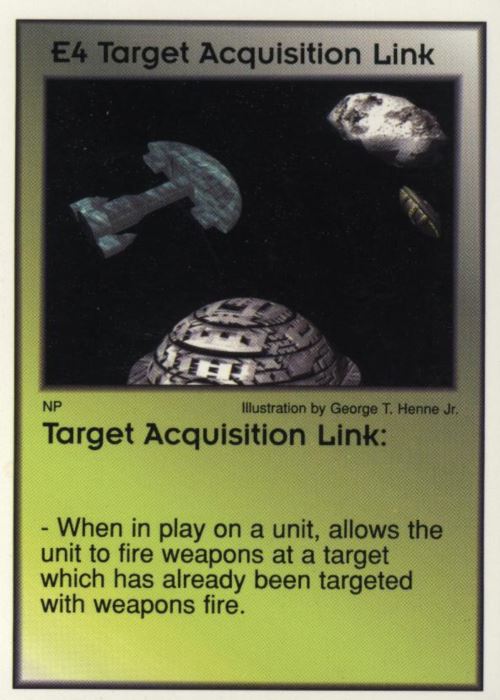 E4 Target Acquisition Link
NP
Illustration by George T. Henne Jr.
Target Acquisition Link:
- When in play on a unit, allows the
unit to fire weapons at a target
which has already been targeted
with weapons fire.